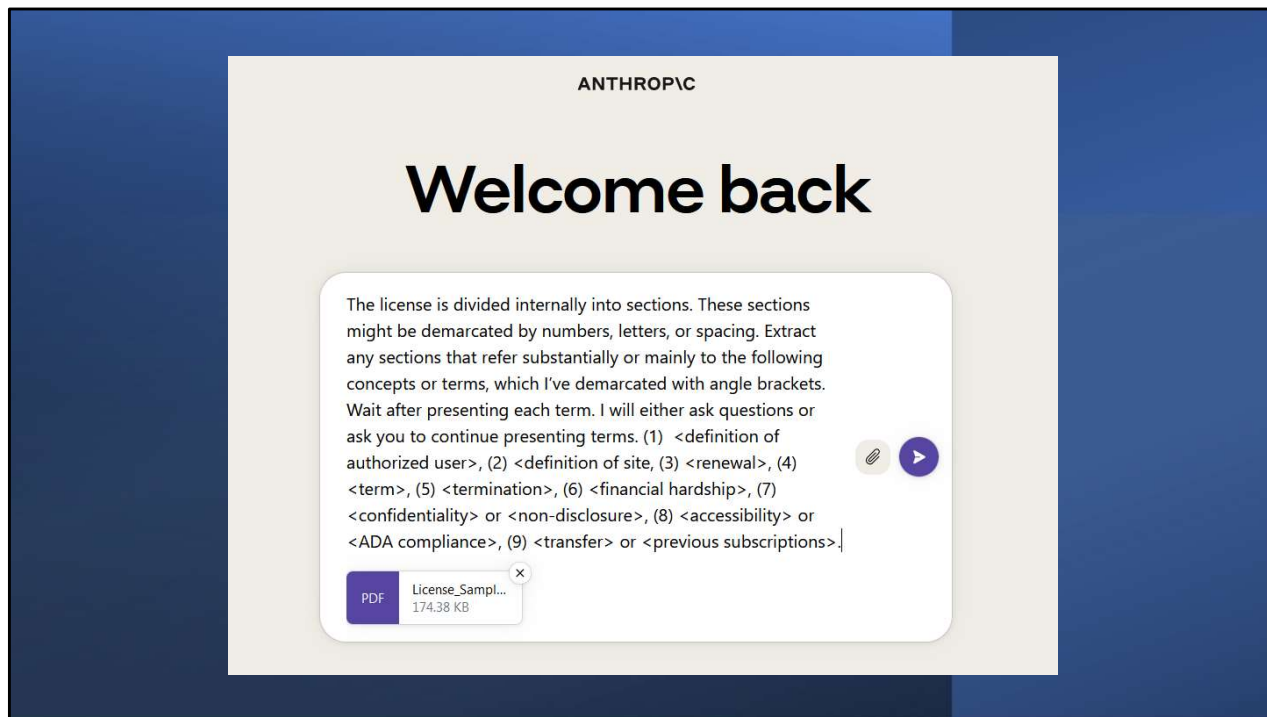 ANTHROP\C
Welcome back
The license is divided internally into sections. These sections
might be demarcated by numbers, letters, or spacing. Extract
any sections that refer substantially or mainly to the following
concepts or terms, which I’ve demarcated with angle brackets.
Wait after presenting each term. I will either ask questions or
ask you to continue presenting terms. (1)  <definition of
authorized user>, (2) <definition of site, (3) <renewal>, (4)
<term>, (5) <termination>, (6) <financial hardship>, (7)
<confidentiality> or <non-disclosure>, (8) <accessibility> or
<ADA compliance>, (9) <transfer> or <previous subscriptions>.
PDF
License_Sampl...
174.38 KB